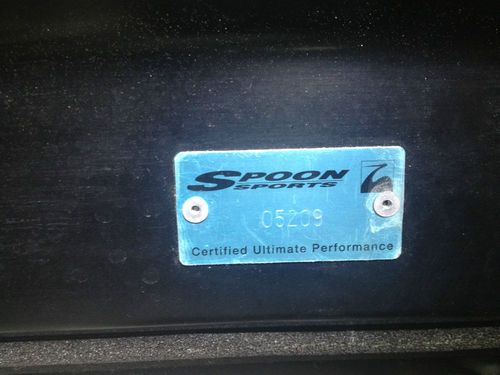 SPOON
SPORTS
05209
Certified Ultimate Performance